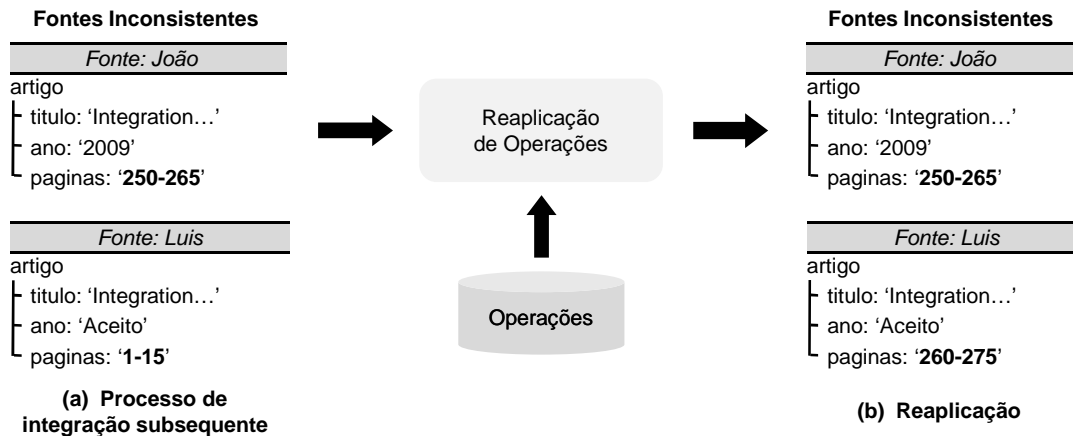 Fontes Inconsistentes
Fonte: João
artigo
titulo: ‘Integration…’
ano: ‘2009’
paginas: ‘250-265’
Fonte: Luis
artigo
titulo: ‘Integration…’
ano: ‘Aceito’
paginas: ‘1-15’
(a) Processo de
integração subsequente
Reaplicação
de Operações
Operações
Fontes Inconsistentes
Fonte: João
artigo
titulo: ‘Integration…’
ano: ‘2009’
paginas: ‘250-265’
Fonte: Luis
artigo
titulo: ‘Integration…’
ano: ‘Aceito’
paginas: ‘260-275’
(b) Reaplicação